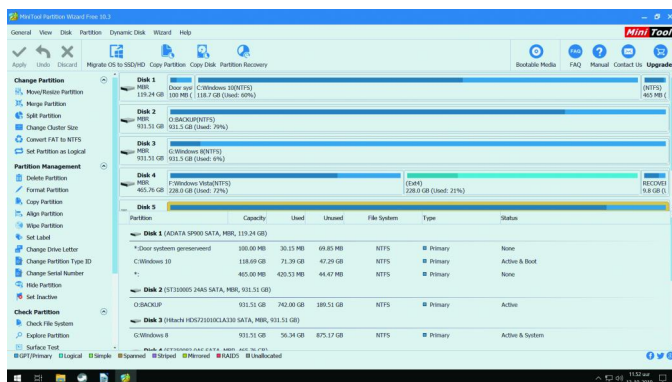 MiniTool Partition Wizard Free 10.3
General View Disk Partition Dynamic Disk Wizard Help
Mini Tool
Apply Undo Discard Migrate OS to SSD/HD Copy Partition Copy Disk Partition Recovery Bootable Media FAQ Manual Contact Us Upgrade
Change Partition
Move/Resize Partition
Merge Partition
Split Partition
Change Cluster Size
Convert FAT to NTFS
Set Partition as Logical
Partition Management
Delete Partition
Format Partition
Copy Partition
Align Partition
Wipe Partition
Set Label
Change Drive Letter
Change Partition Type ID
Change Serial Number
Hide Partition
Set Inactive
Check Partition
Check File System
Explore Partition
Surface Test
Disk 1
MBR
119.24 GB
Door syst
100 MB (
C:Windows 10(NTFS)
118.7 GB (Used: 60%)
(NTFS)
465 MB (
Disk 2
MBR
931.51 GB
O:BACKUP(NTFS)
931.5 GB (Used: 79%)
Disk 3
MBR
931.51 GB
G:Windows 8(NTFS)
931.5 GB (Used: 6%)
Disk 4
MBR
465.76 GB
F:Windows Vista(NTFS)
228.0 GB (Used: 72%)
(Ext4)
228.0 GB (Used: 21%)
RECOVEI
9.8 GB (
Disk 5
Partition Capacity Used Unused File System Type Status
Disk 1 (ADATA SP900 SATA, MBR, 119.24 GB)
*:Door systeem gereserveerd 100.00 MB 30.15 MB 69.85 MB NTFS Primary None
C:Windows 10 118.69 GB 71.39 GB 47.29 GB NTFS Primary Active & Boot
*: 465.00 MB 420.53 MB 44.47 MB NTFS Primary None
Disk 2 (ST310005 24AS SATA, MBR, 931.51 GB)
O:BACKUP 931.51 GB 742.00 GB 189.51 GB NTFS Primary Active
Disk 3 (Hitachi HDS721010CLA330 SATA, MBR, 931.51 GB)
G:Windows 8 931.51 GB 56.34 GB 875.17 GB NTFS Primary Active & System
GPT/Primary Logical Simple Spanned Striped Mirrored RAID5 Unallocated
11:52 uur